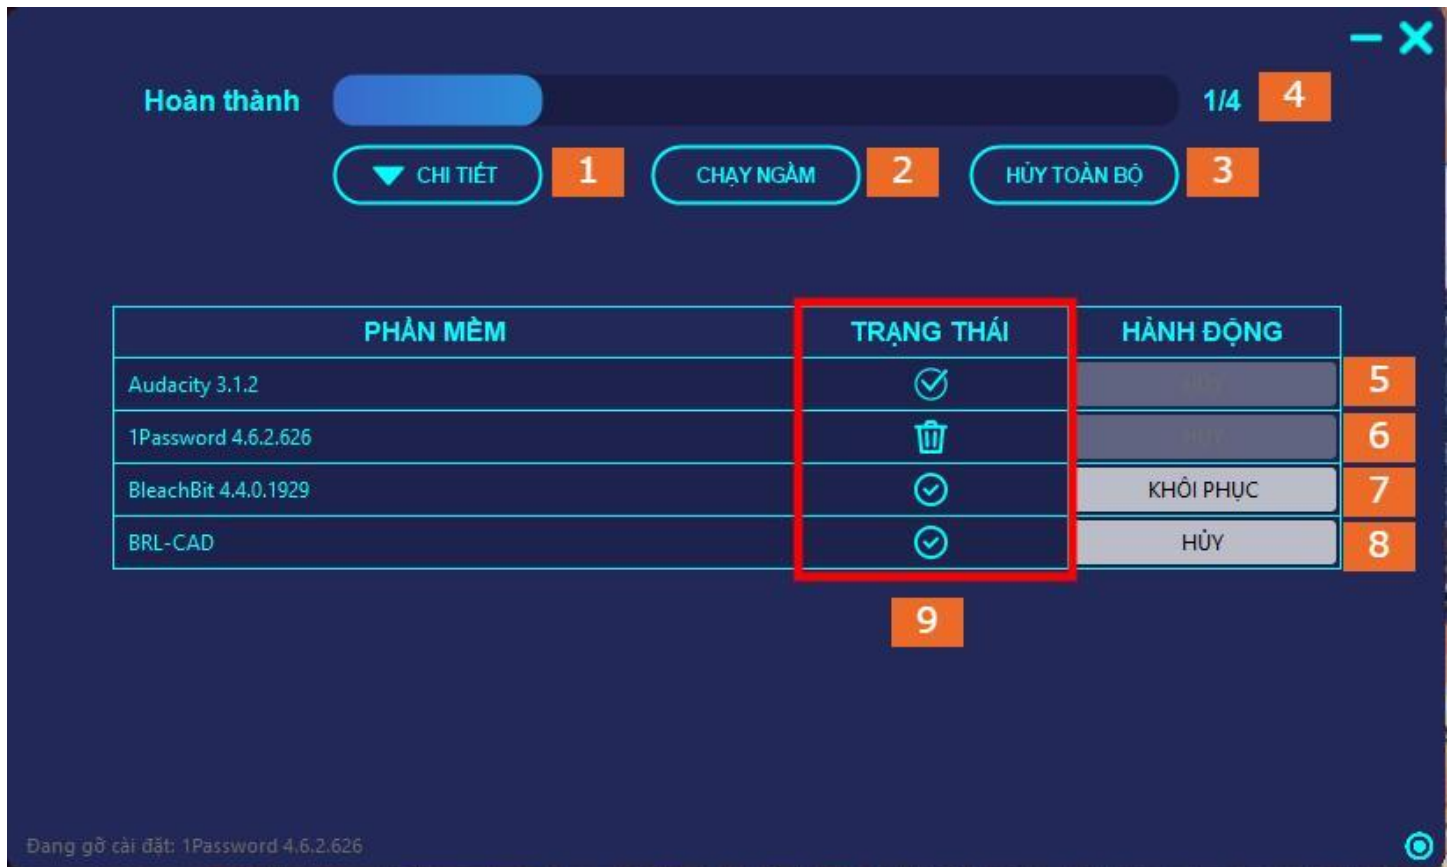 Hoàn thành 1/4 4
CHI TIẾT 1 CHẠY NGẦM 2 HỦY TOÀN BỘ 3
PHẦN MỀM TRẠNG THÁI HÀNH ĐỘNG
Audacity 3.1.2 HỦY 5
1Password 4.6.2.626 HỦY 6
BleachBit 4.4.0.1929 KHÔI PHỤC 7
BRL-CAD HỦY 8
9
Đang gỡ cài đặt: 1Password 4.6.2.626